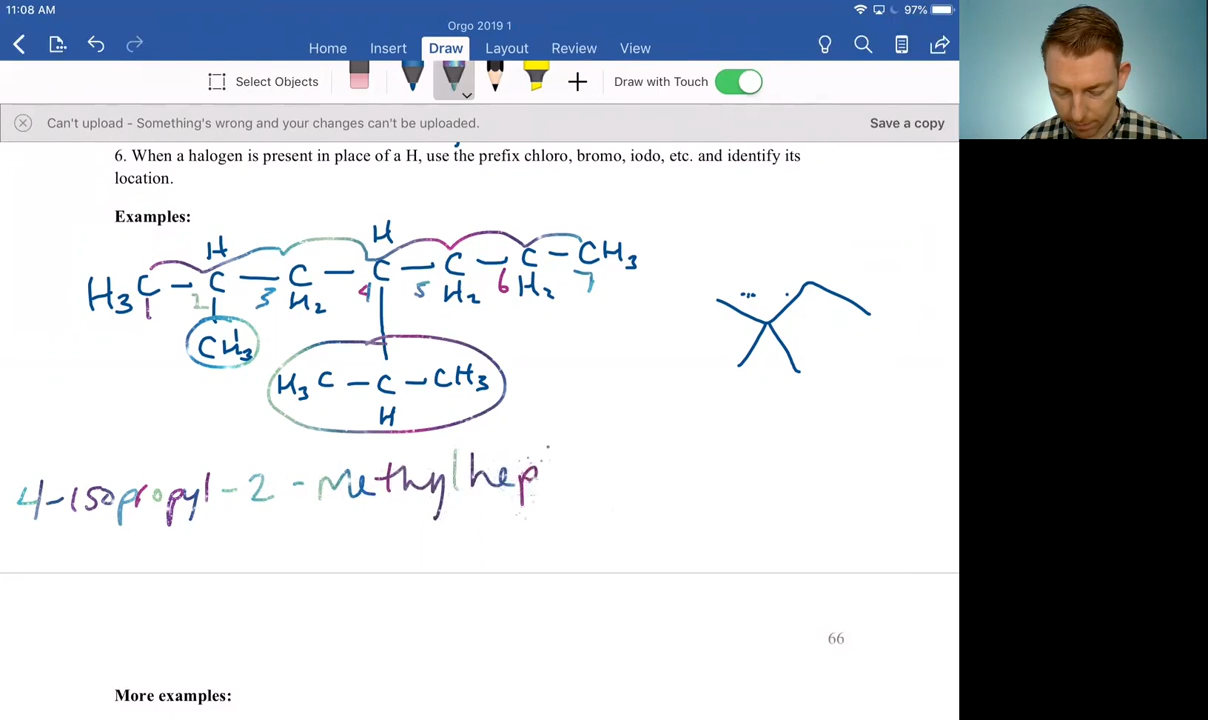 11:08 AM
97%
Orgo 2019 1
Home Insert Draw Layout Review View
Select Objects
Draw with Touch
Can't upload - Something's wrong and your changes can't be uploaded.
Save a copy
6. When a halogen is present in place of a H, use the prefix chloro, bromo, iodo, etc. and identify its
location.
Examples:
H H
H3C - C - C - C - C - C - CH3
H2 H2 H2
1 2 3 4 5 6 7
CH3
H3C - C - CH3
H
4-isopropyl-2-Methylhep
66
More examples: